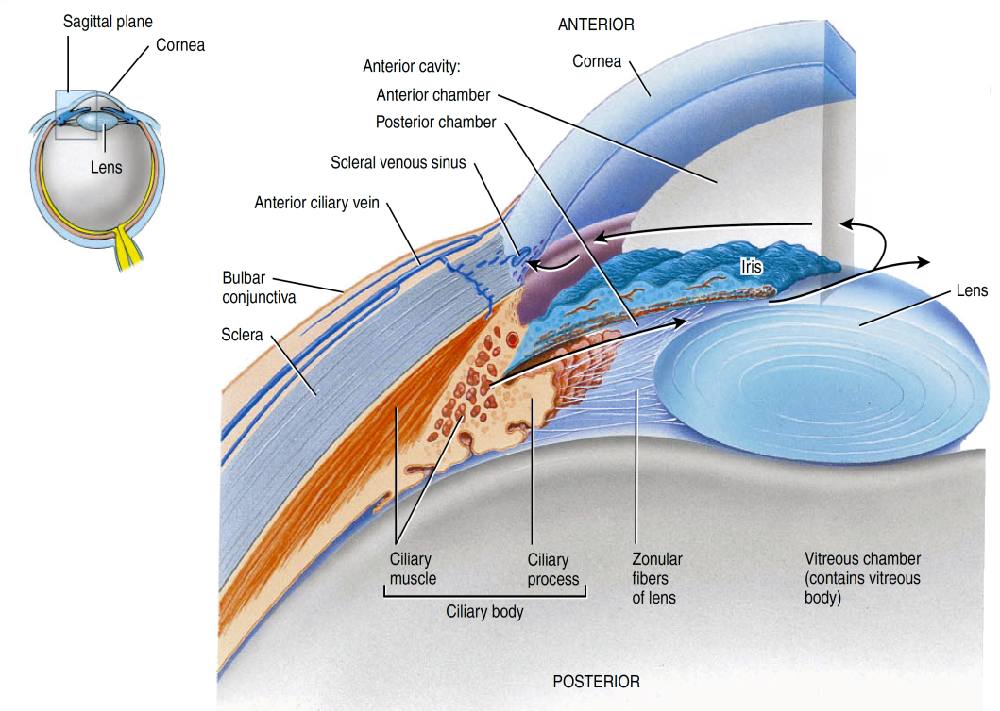 Sagittal plane
Cornea
Lens
ANTERIOR
Cornea
Anterior cavity:
Anterior chamber
Posterior chamber
Scleral venous sinus
Anterior ciliary vein
Bulbar
conjunctiva
Sclera
Iris
Lens
Ciliary
muscle
Ciliary
process
Ciliary body
Zonular
fibers
of lens
Vitreous chamber
(contains vitreous
body)
POSTERIOR